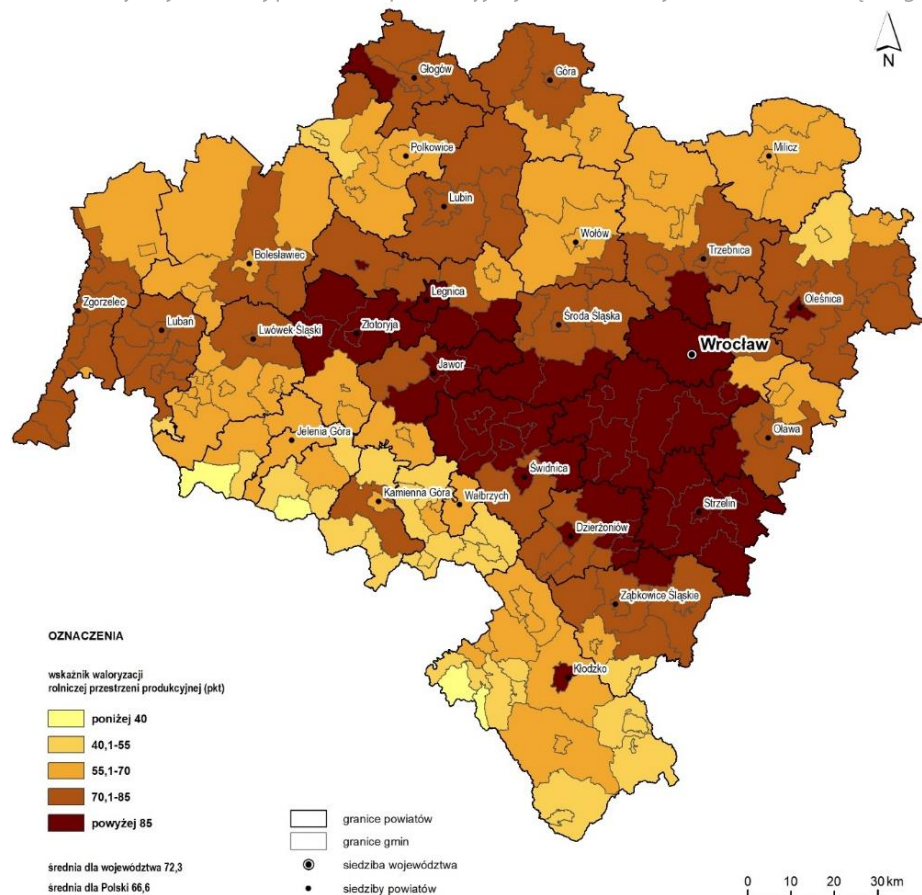 N
Głogów
Góra
Polkowice
Milicz
Lubin
Wołów
Bolesławiec
Trzebnica
Legnica
Oleśnica
Zgorzelec
Lubań
Lwówek Śląski
Złotoryja
Środa Śląska
Wrocław
Jawor
Jelenia Góra
Oława
Świdnica
Kamienna Góra
Wałbrzych
Strzelin
Dzierżoniów
Ząbkowice Śląskie
Kłodzko
OZNACZENIA
wskaźnik waloryzacji
rolniczej przestrzeni produkcyjnej (pkt)
poniżej 40
40,1-55
55,1-70
70,1-85
powyżej 85
średnia dla województwa 72,3
średnia dla Polski 66,6
granice powiatów
granice gmin
siedziba województwa
siedziby powiatów
0 10 20 30 km